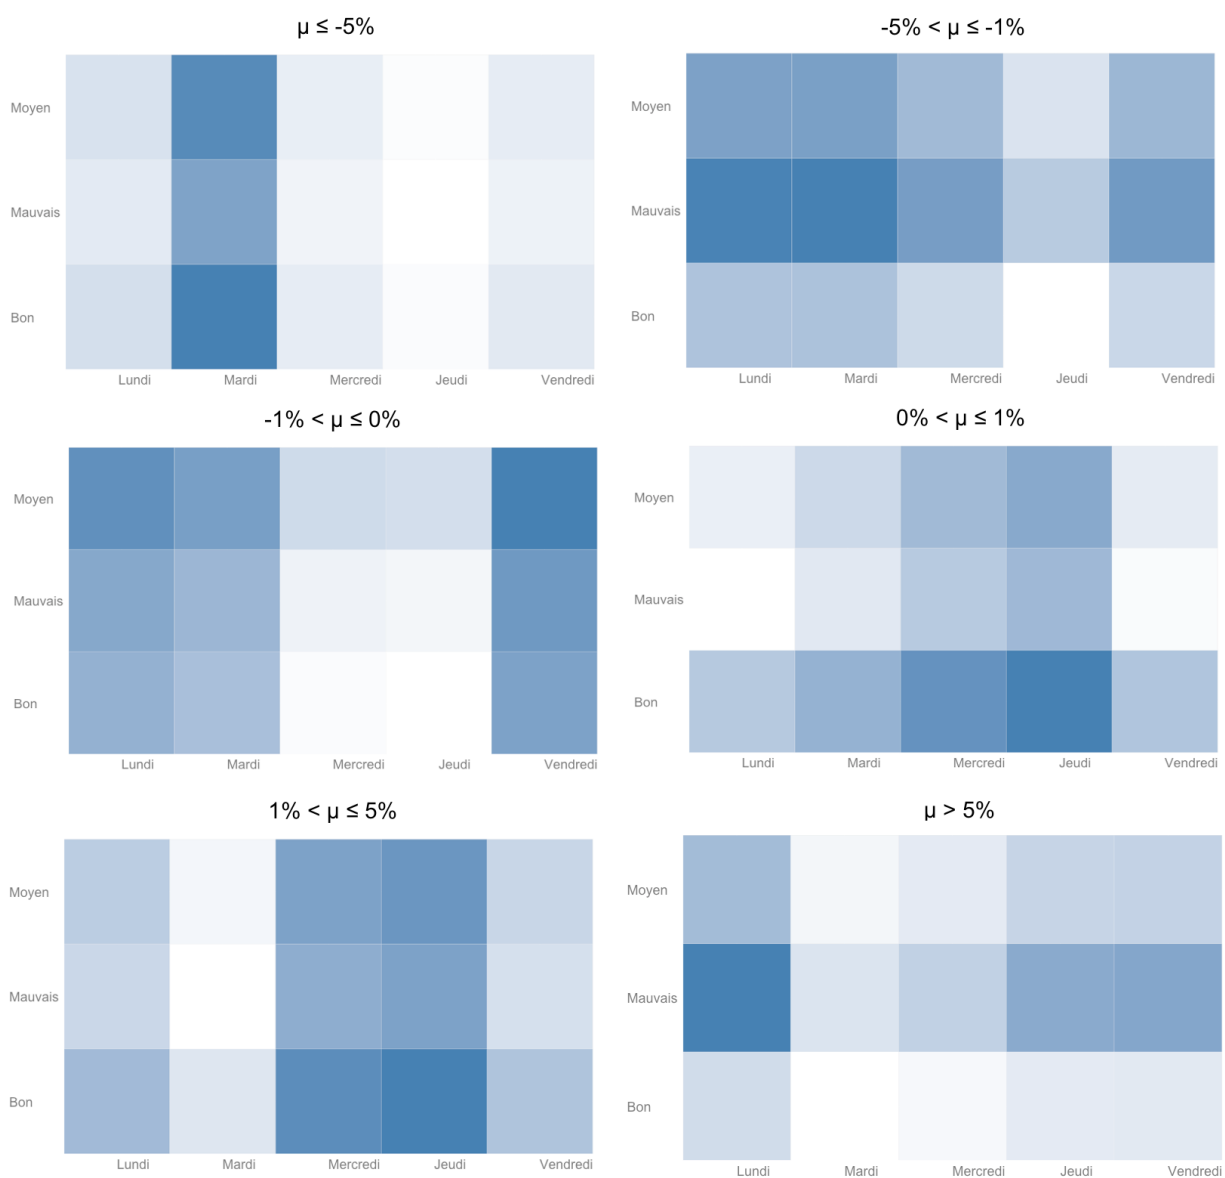 μ ≤ -5%
Moyen
Mauvais
Bon
Lundi Mardi Mercredi Jeudi Vendredi
-5% < μ ≤ -1%
Moyen
Mauvais
Bon
Lundi Mardi Mercredi Jeudi Vendredi
-1% < μ ≤ 0%
Moyen
Mauvais
Bon
Lundi Mardi Mercredi Jeudi Vendredi
0% < μ ≤ 1%
Moyen
Mauvais
Bon
Lundi Mardi Mercredi Jeudi Vendredi
1% < μ ≤ 5%
Moyen
Mauvais
Bon
Lundi Mardi Mercredi Jeudi Vendredi
μ > 5%
Moyen
Mauvais
Bon
Lundi Mardi Mercredi Jeudi Vendredi